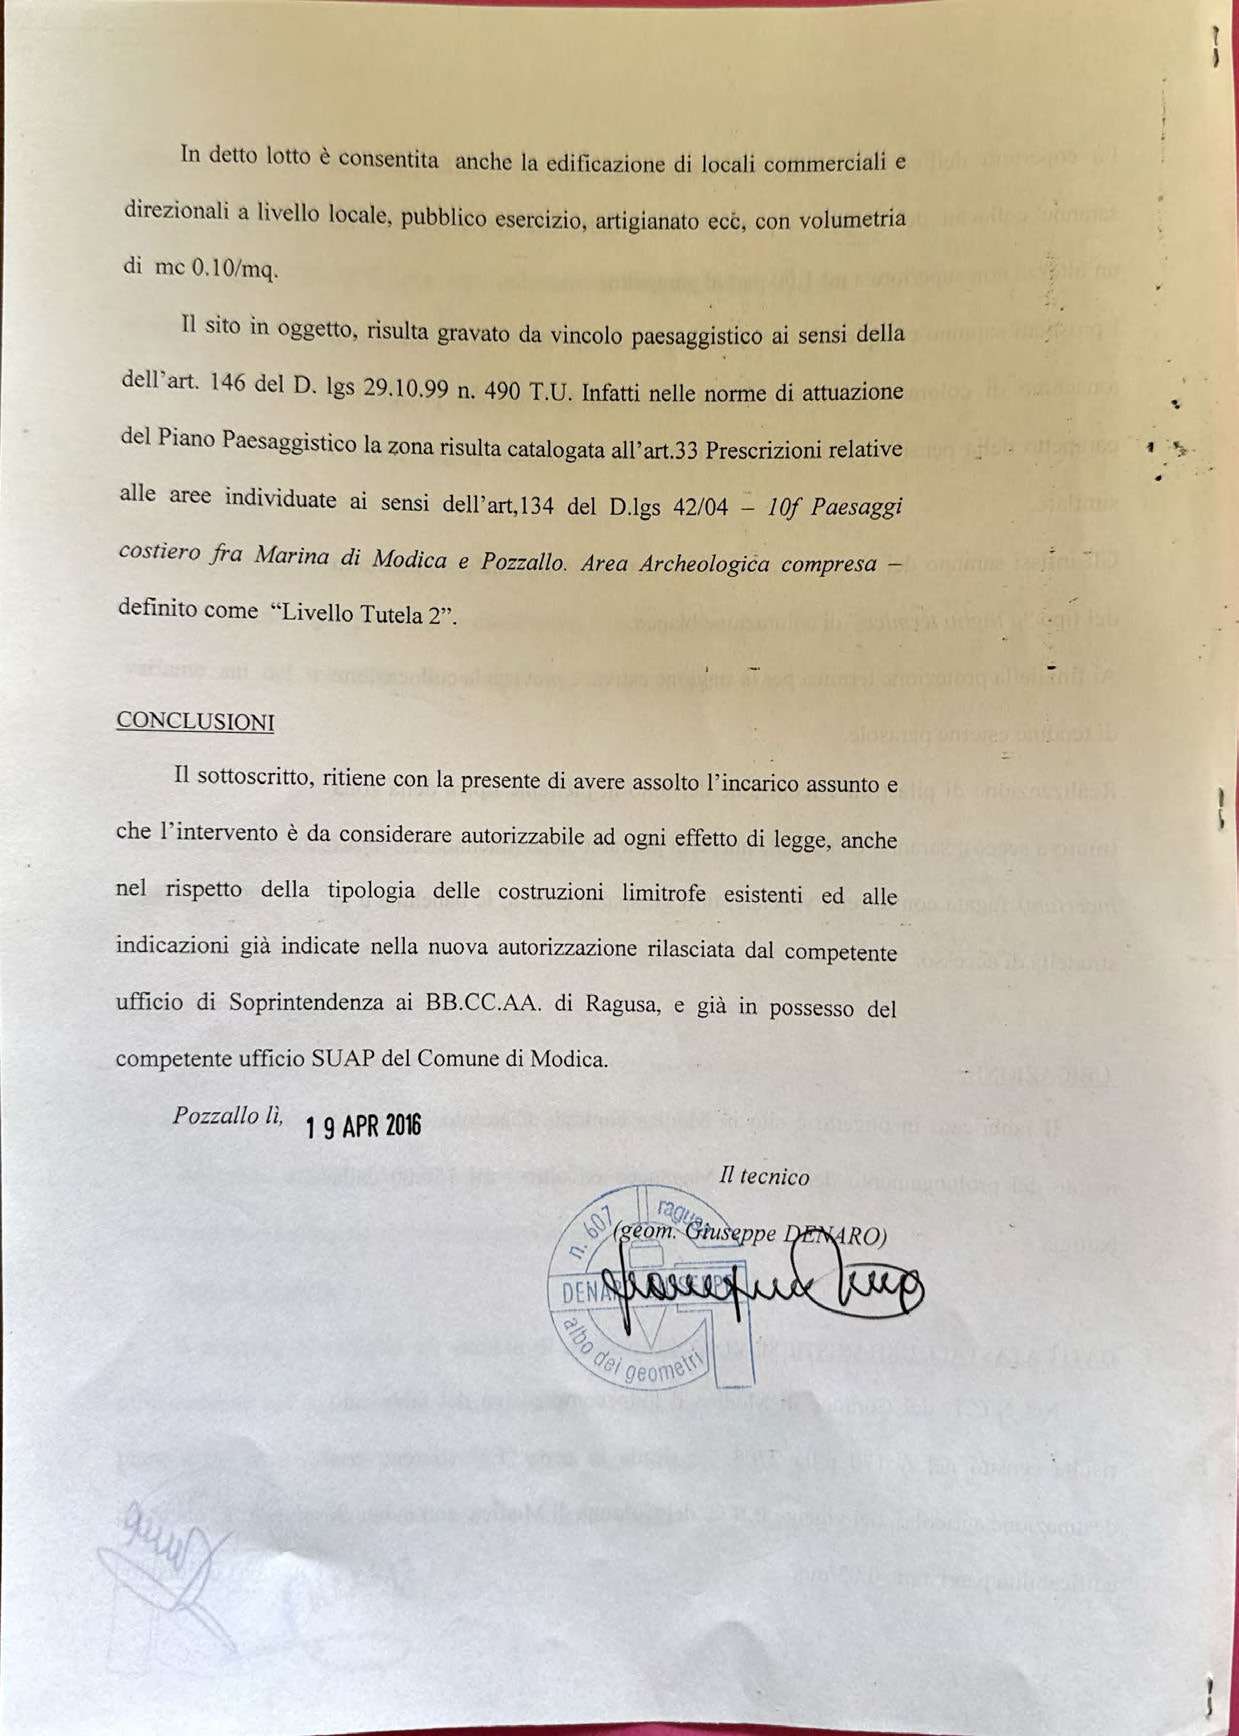 In detto lotto è consentita anche la edificazione di locali commerciali e
direzionali a livello locale, pubblico esercizio, artigianato ecc, con volumetria
di mc 0.10/mq.
Il sito in oggetto, risulta gravato da vincolo paesaggistico ai sensi della
dell'art. 146 del D. lgs 29.10.99 n. 490 T.U. Infatti nelle norme di attuazione
del Piano Paesaggistico la zona risulta catalogata all'art.33 Prescrizioni relative
alle aree individuate ai sensi dell'art,134 del D.lgs 42/04 – 10f Paesaggi
costiero fra Marina di Modica e Pozzallo. Area Archeologica compresa –
definito come "Livello Tutela 2".
CONCLUSIONI
Il sottoscritto, ritiene con la presente di avere assolto l'incarico assunto e
che l'intervento è da considerare autorizzabile ad ogni effetto di legge, anche
nel rispetto della tipologia delle costruzioni limitrofe esistenti ed alle
indicazioni già indicate nella nuova autorizzazione rilasciata dal competente
ufficio di Soprintendenza ai BB.CC.AA. di Ragusa, e già in possesso del
competente ufficio SUAP del Comune di Modica.
Pozzallo lì, 19 APR 2016
Il tecnico
(geom. Giuseppe DENARO)
n. 607 ragusa
DENARO GIUSEPPE
albo dei geometri